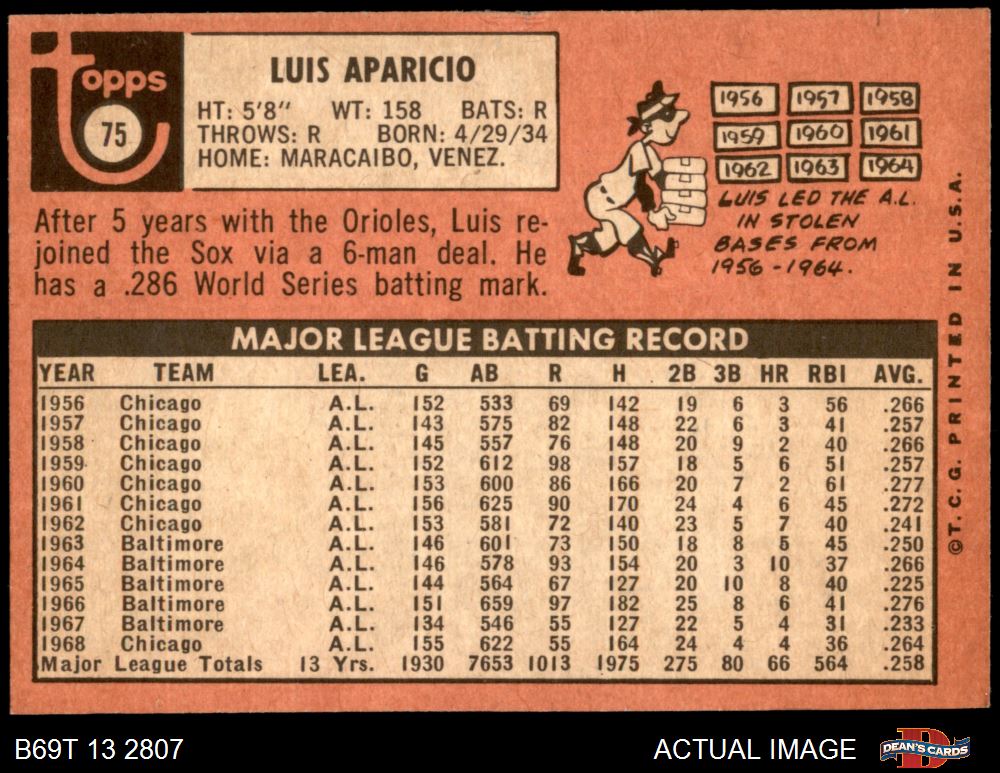 Topps
75
LUIS APARICIO
HT: 5'8" WT: 158 BATS: R
THROWS: R BORN: 4/29/34
HOME: MARACAIBO, VENEZ.
After 5 years with the Orioles, Luis re-
joined the Sox via a 6-man deal. He
has a .286 World Series batting mark.
1956 1957 1958
1959 1960 1961
1962 1963 1964
LUIS LED THE A.L.
IN STOLEN
BASES FROM
1956-1964.
MAJOR LEAGUE BATTING RECORD
YEAR TEAM LEA. G AB R H 2B 3B HR RBI AVG.
1956 Chicago A.L. 152 533 69 142 19 6 3 56 .266
1957 Chicago A.L. 143 575 82 148 22 6 3 41 .257
1958 Chicago A.L. 145 557 76 148 20 9 2 40 .266
1959 Chicago A.L. 152 612 98 157 18 5 6 51 .257
1960 Chicago A.L. 153 600 86 166 20 7 2 61 .277
1961 Chicago A.L. 156 625 90 170 24 4 6 45 .272
1962 Chicago A.L. 153 581 72 140 23 5 7 40 .241
1963 Baltimore A.L. 146 601 73 150 18 8 5 45 .250
1964 Baltimore A.L. 146 578 93 154 20 3 10 37 .266
1965 Baltimore A.L. 144 564 67 127 20 10 8 40 .225
1966 Baltimore A.L. 151 659 97 182 25 8 6 41 .276
1967 Baltimore A.L. 134 546 55 127 22 5 4 31 .233
1968 Chicago A.L. 155 622 55 164 24 4 4 36 .264
Major League Totals 13 Yrs. 1930 7653 1013 1975 275 80 66 564 .258
©T.C.G. PRINTED IN U.S.A.
B69T 13 2807
ACTUAL IMAGE
DEAN'S CARDS